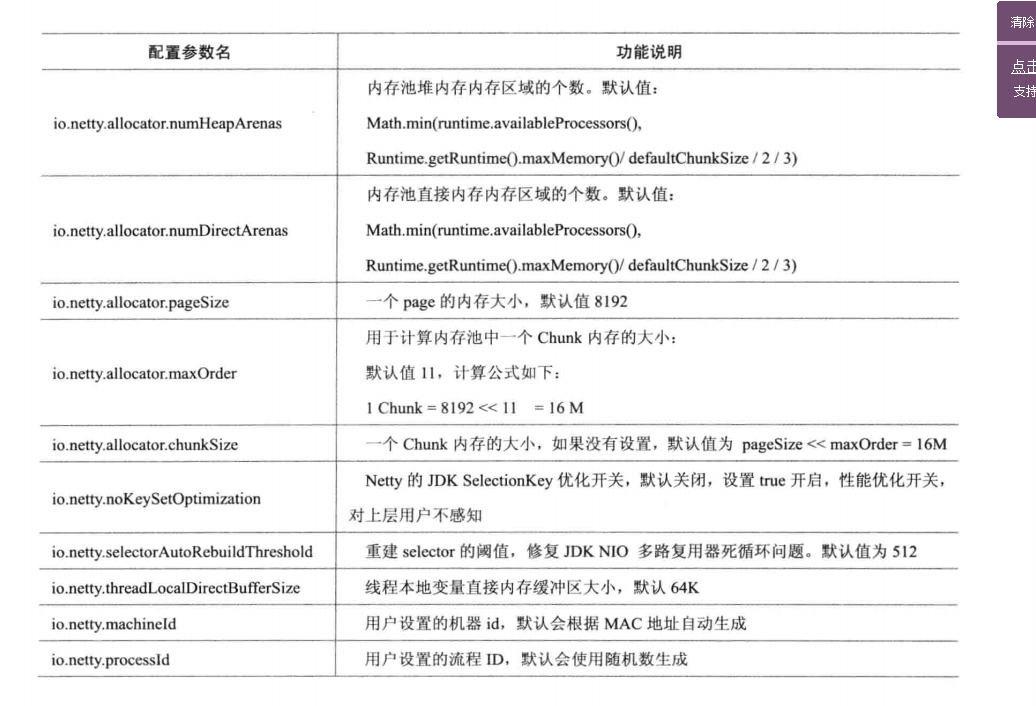 清除
点击
支持
配置参数名 功能说明
io.netty.allocator.numHeapArenas
内存池堆内存内存区域的个数。默认值：
Math.min(runtime.availableProcessors(),
Runtime.getRuntime().maxMemory()/ defaultChunkSize / 2 / 3)
io.netty.allocator.numDirectArenas
内存池直接内存内存区域的个数。默认值：
Math.min(runtime.availableProcessors(),
Runtime.getRuntime().maxMemory()/ defaultChunkSize / 2 / 3)
io.netty.allocator.pageSize 一个 page 的内存大小，默认值 8192
io.netty.allocator.maxOrder
用于计算内存池中一个 Chunk 内存的大小：
默认值 11，计算公式如下：
1 Chunk = 8192 << 11 = 16 M
io.netty.allocator.chunkSize 一个 Chunk 内存的大小，如果没有设置，默认值为 pageSize << maxOrder = 16M
io.netty.noKeySetOptimization
Netty 的 JDK SelectionKey 优化开关，默认关闭，设置 true 开启，性能优化开关，
对上层用户不感知
io.netty.selectorAutoRebuildThreshold 重建 selector 的阈值，修复 JDK NIO 多路复用器死循环问题。默认值为 512
io.netty.threadLocalDirectBufferSize 线程本地变量直接内存缓冲区大小，默认 64K
io.netty.machineId 用户设置的机器 id，默认会根据 MAC 地址自动生成
io.netty.processId 用户设置的流程 ID，默认会使用随机数生成